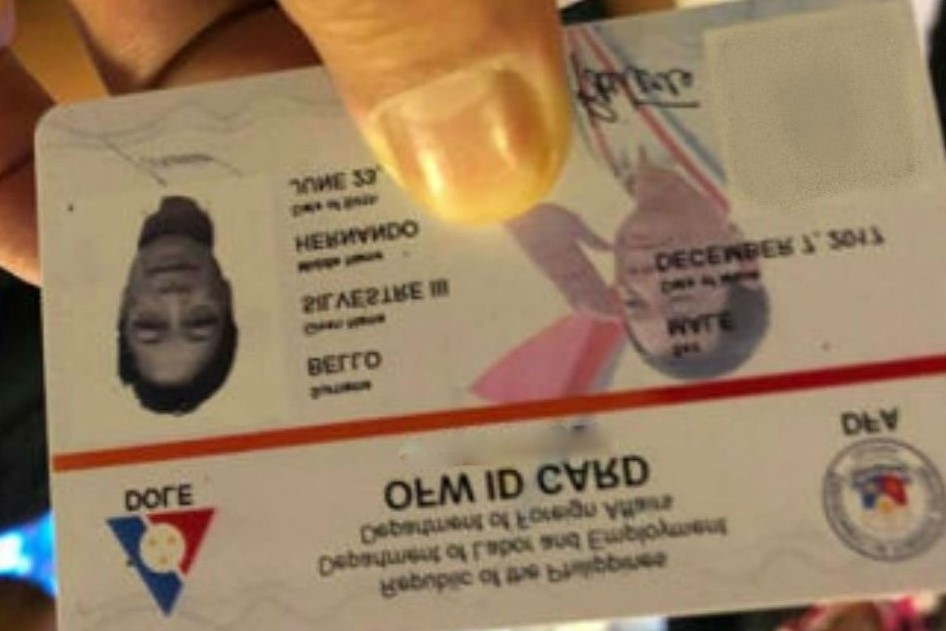 Republic of the Philippines
Department of Labor and Employment
Department of Foreign Affairs
OFW ID CARD
DOLE
DFA
Surname
BELLO
Given Name
SILVESTRE III
Middle Name
HERNANDO
Date of Birth
JUNE 23,
Sex
MALE
Date of
DECEMBER 7, 2017